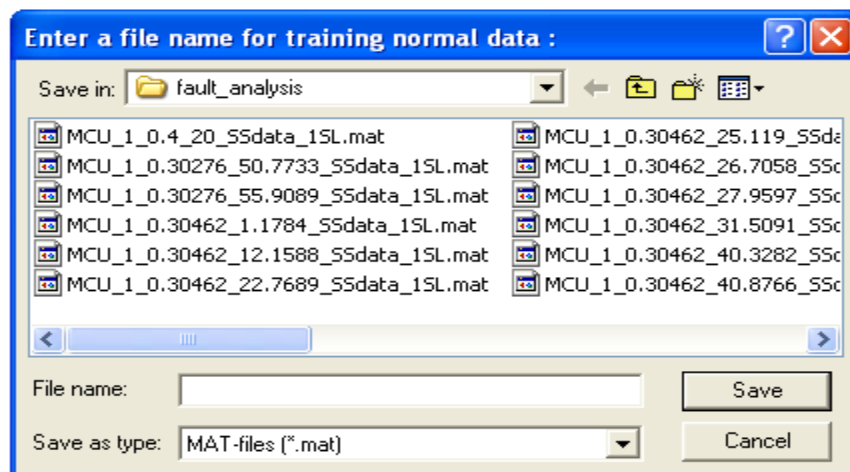 Enter a file name for training normal data :
Save in: fault_analysis
MCU_1_0.4_20_SSdata_1SL.mat
MCU_1_0.30276_50.7733_SSdata_1SL.mat
MCU_1_0.30276_55.9089_SSdata_1SL.mat
MCU_1_0.30462_1.1784_SSdata_1SL.mat
MCU_1_0.30462_12.1588_SSdata_1SL.mat
MCU_1_0.30462_22.7689_SSdata_1SL.mat
MCU_1_0.30462_25.119_SSda
MCU_1_0.30462_26.7058_SSd
MCU_1_0.30462_27.9597_SSd
MCU_1_0.30462_31.5091_SSd
MCU_1_0.30462_40.3282_SSd
MCU_1_0.30462_40.8766_SSd
File name:
Save
Save as type: MAT-files (*.mat)
Cancel